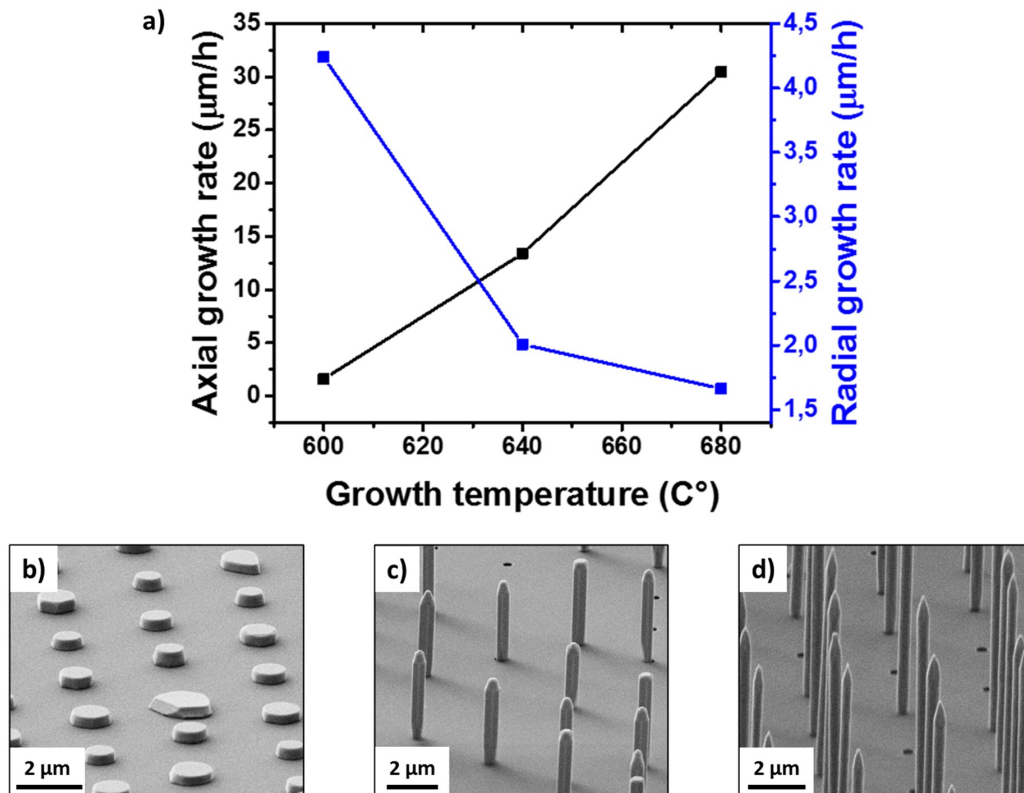 a)
35
30
25
20
15
10
5
0
Axial growth rate (μm/h)
4,5
4,0
3,5
3,0
2,5
2,0
1,5
Radial growth rate (μm/h)
600 620 640 660 680
Growth temperature (C°)
b)
2 μm
c)
2 μm
d)
2 μm